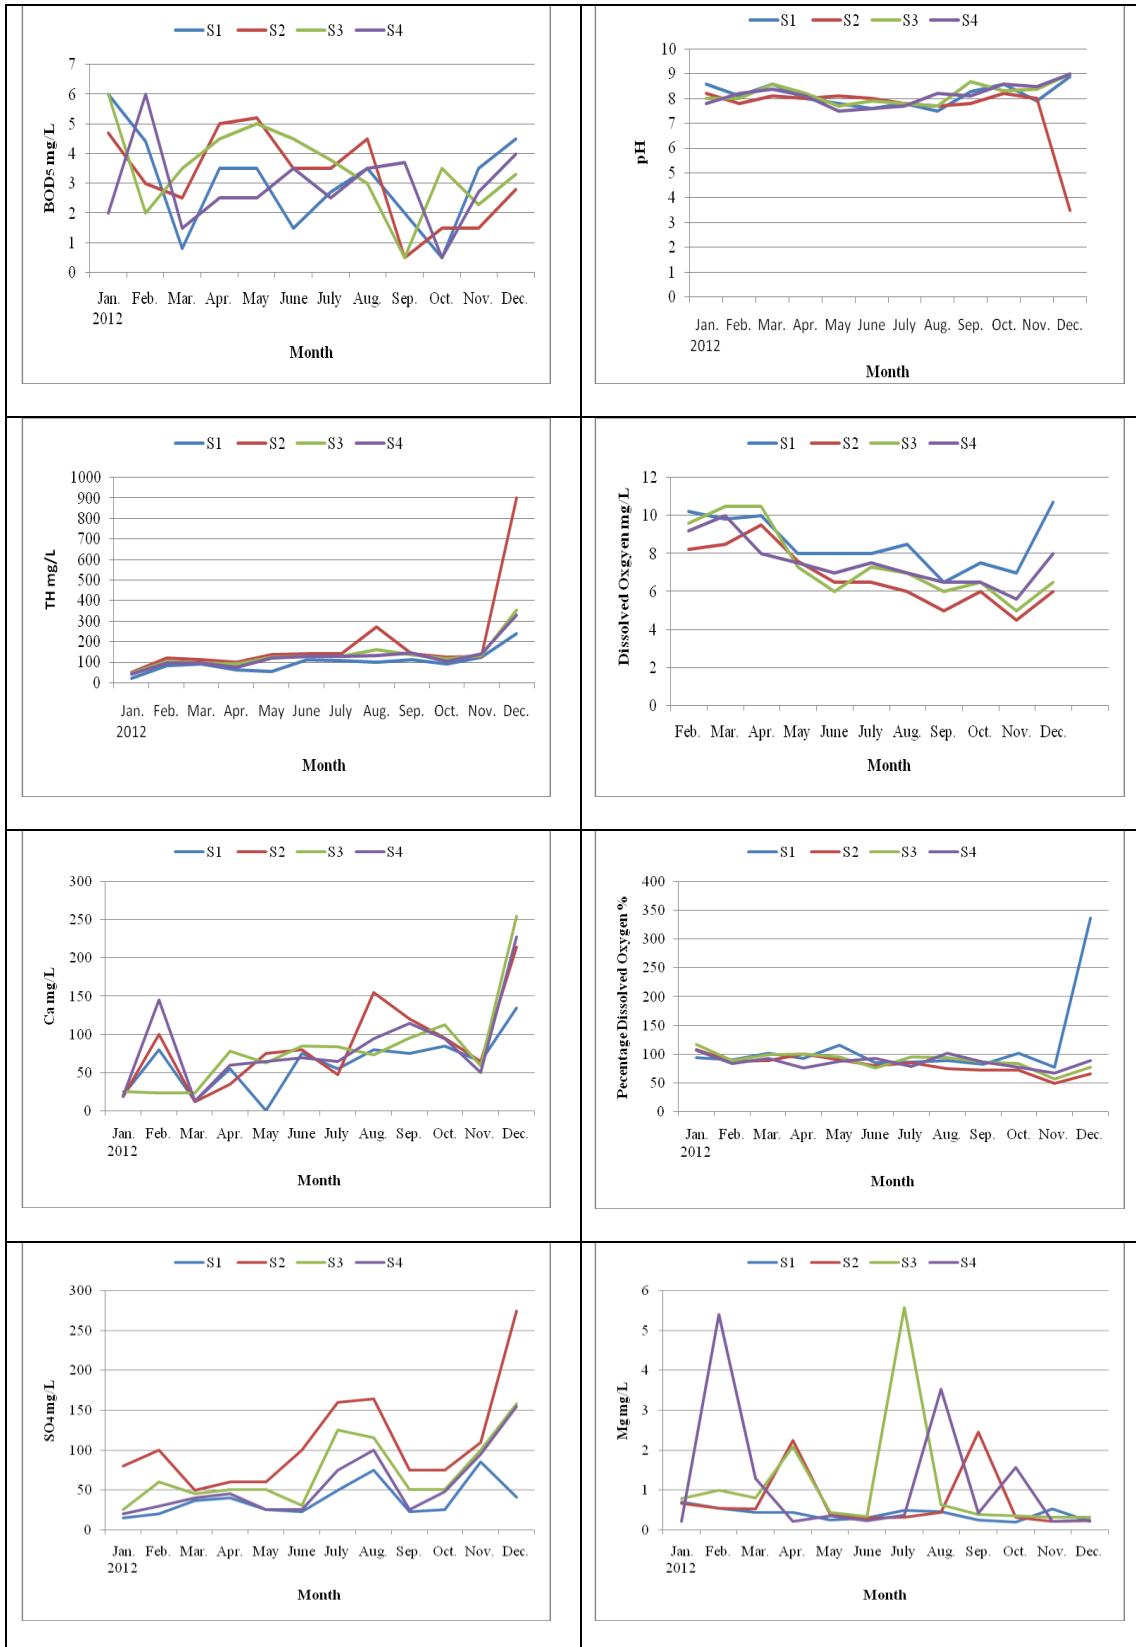 S1 S2 S3 S4
BOD5 mg/L
7
6
5
4
3
2
1
0
Jan. Feb. Mar. Apr. May June July Aug. Sep. Oct. Nov. Dec.
2012
Month
S1 S2 S3 S4
pH
10
9
8
7
6
5
4
3
2
1
0
Jan. Feb. Mar. Apr. May June July Aug. Sep. Oct. Nov. Dec.
2012
Month
S1 S2 S3 S4
TH mg/L
1000
900
800
700
600
500
400
300
200
100
0
Jan. Feb. Mar. Apr. May June July Aug. Sep. Oct. Nov. Dec.
2012
Month
S1 S2 S3 S4
Dissolved Oxgyen mg/L
12
10
8
6
4
2
0
Feb. Mar. Apr. May June July Aug. Sep. Oct. Nov. Dec.
Month
S1 S2 S3 S4
Ca mg/L
300
250
200
150
100
50
0
Jan. Feb. Mar. Apr. May June July Aug. Sep. Oct. Nov. Dec.
2012
Month
S1 S2 S3 S4
Pecentage Dissolved Oxygen %
400
350
300
250
200
150
100
50
0
Jan. Feb. Mar. Apr. May June July Aug. Sep. Oct. Nov. Dec.
2012
Month
S1 S2 S3 S4
SO4 mg/L
300
250
200
150
100
50
0
Jan. Feb. Mar. Apr. May June July Aug. Sep. Oct. Nov. Dec.
2012
Month
S1 S2 S3 S4
Mg mg/L
6
5
4
3
2
1
0
Jan. Feb. Mar. Apr. May June July Aug. Sep. Oct. Nov. Dec.
2012
Month